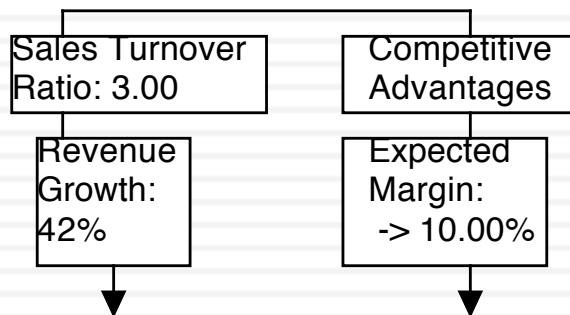 Sales Turnover
Ratio: 3.00
Competitive
Advantages
Revenue
Growth:
42%
Expected
Margin:
-> 10.00%